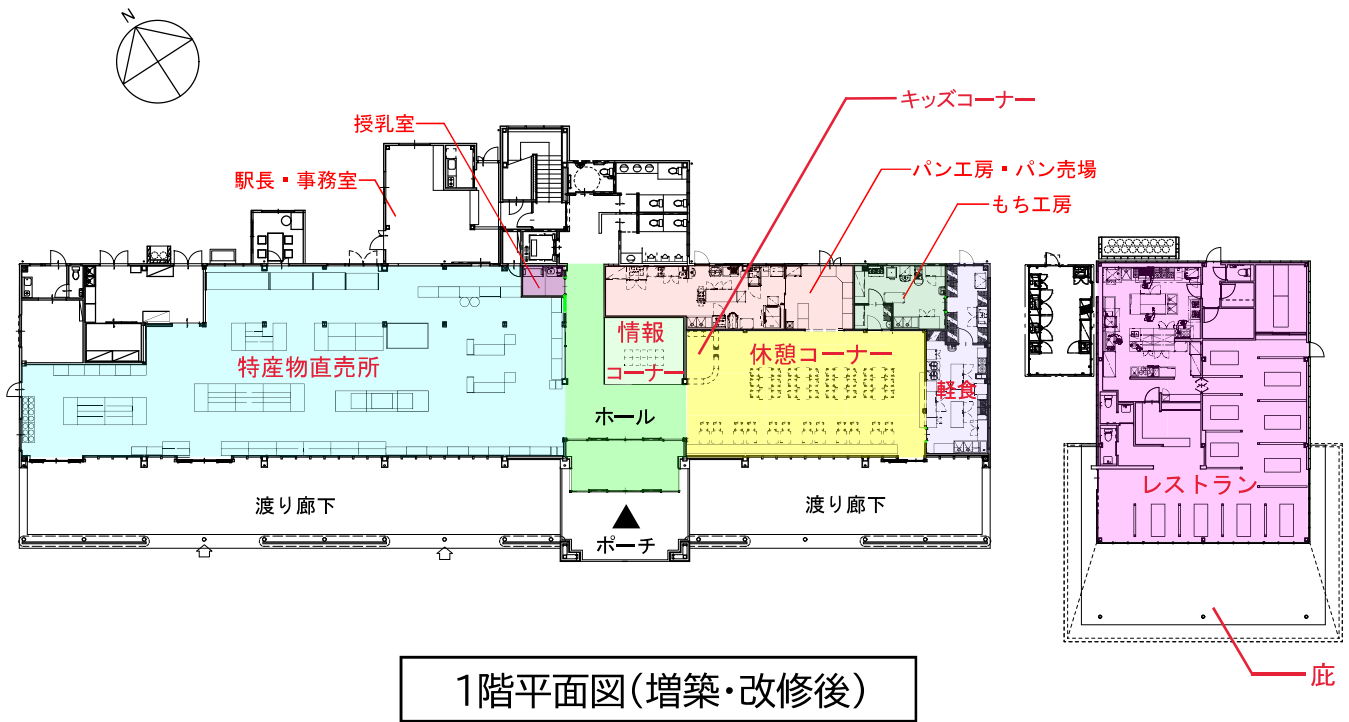 N
キッズコーナー
授乳室
パン工房・パン売場
駅長・事務室
もち工房
情報
コーナー
休憩コーナー
特産物直売所
軽食
ホール
レストラン
渡り廊下
渡り廊下
ポーチ
庇
1階平面図(増築・改修後)